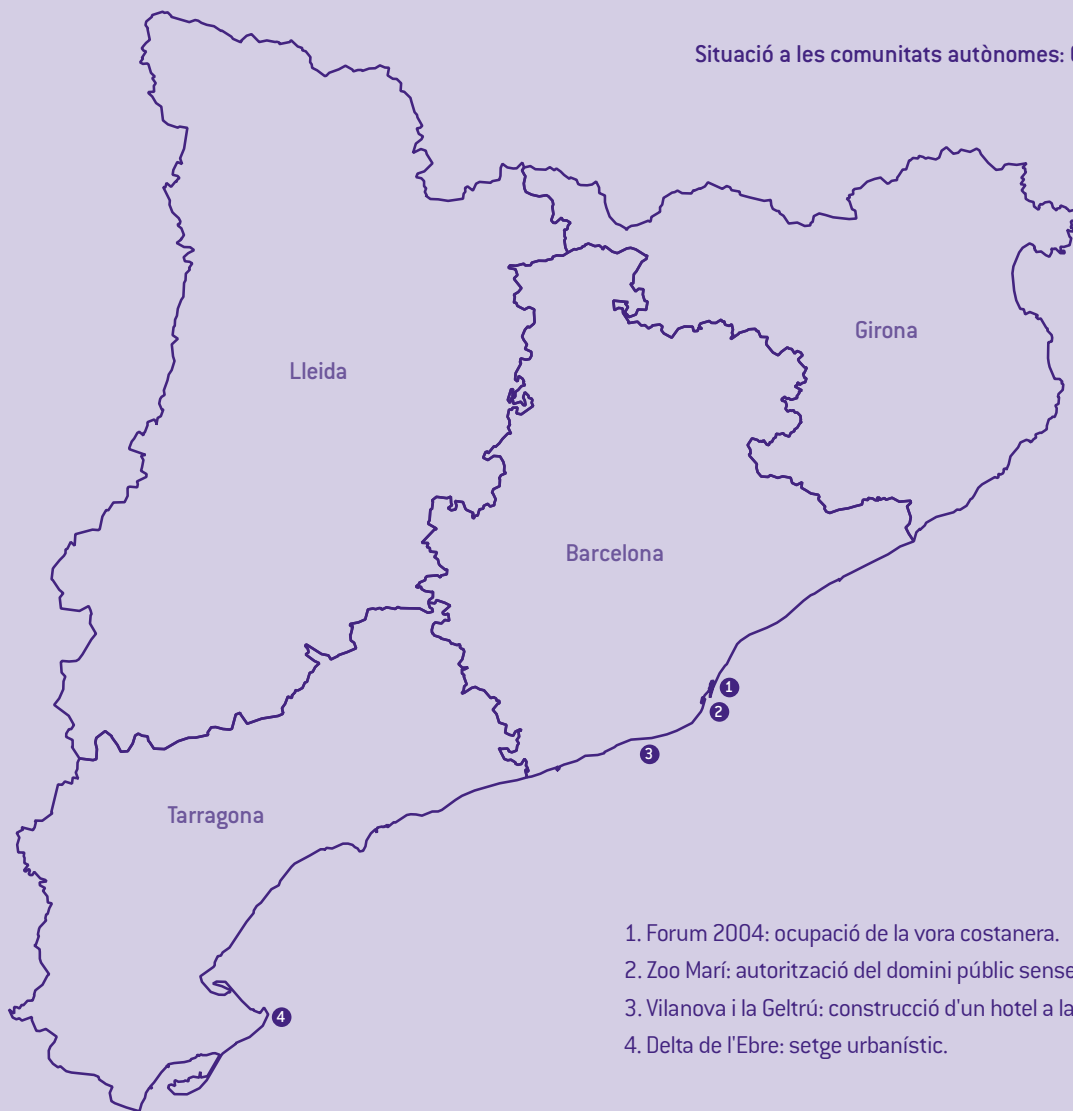 Situació a les comunitats autònomes:
Girona
Lleida
Barcelona
1
2
3
Tarragona
4
1. Forum 2004: ocupació de la vora costanera.
2. Zoo Marí: autorització del domini públic sense
3. Vilanova i la Geltrú: construcció d'un hotel a la
4. Delta de l'Ebre: setge urbanístic.